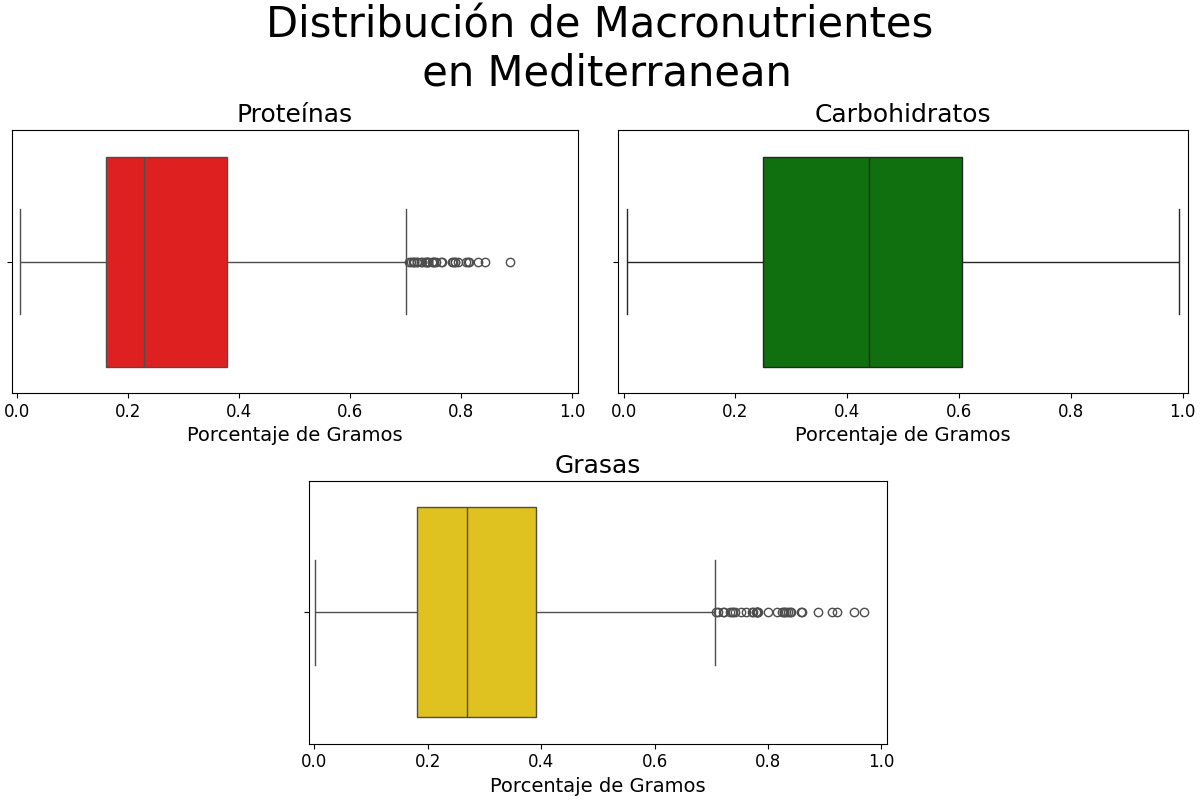 Distribución de Macronutrientes
en Mediterranean
Proteínas
Carbohidratos
0.0 0.2 0.4 0.6 0.8 1.0
0.0 0.2 0.4 0.6 0.8 1.0
Porcentaje de Gramos
Porcentaje de Gramos
Grasas
0.0 0.2 0.4 0.6 0.8 1.0
Porcentaje de Gramos